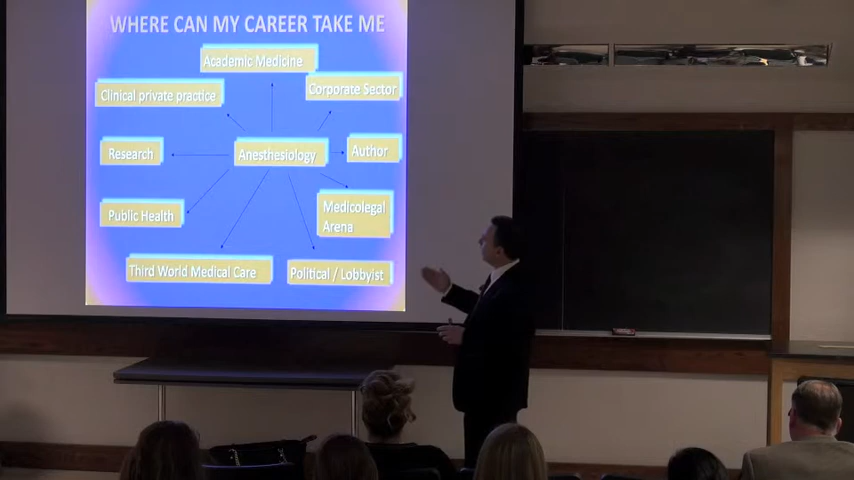 WHERE CAN MY CAREER TAKE ME
Academic Medicine
Clinical private practice
Corporate Sector
Research
Anesthesiology
Author
Public Health
Medicolegal
Arena
Third World Medical Care
Political / Lobbyist